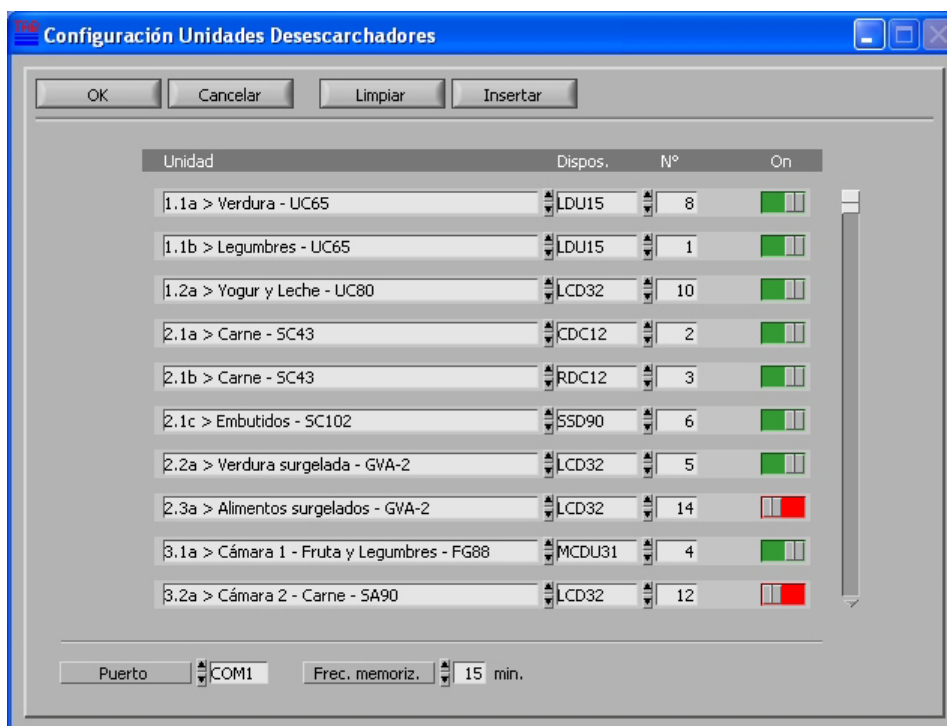 Configuración Unidades Desescarchadores
OK Cancelar Limpiar Insertar
Unidad Dispos. Nº On
1.1a > Verdura - UC65 LDU15 8
1.1b > Legumbres - UC65 LDU15 1
1.2a > Yogur y Leche - UC80 LCD32 10
2.1a > Carne - SC43 CDC12 2
2.1b > Carne - SC43 RDC12 3
2.1c > Embutidos - SC102 SSD90 6
2.2a > Verdura surgelada - GVA-2 LCD32 5
2.3a > Alimentos surgelados - GVA-2 LCD32 14
3.1a > Cámara 1 - Fruta y Legumbres - FG88 MCDU31 4
3.2a > Cámara 2 - Carne - SA90 LCD32 12
Puerto COM1 Frec. memoriz. 15 min.